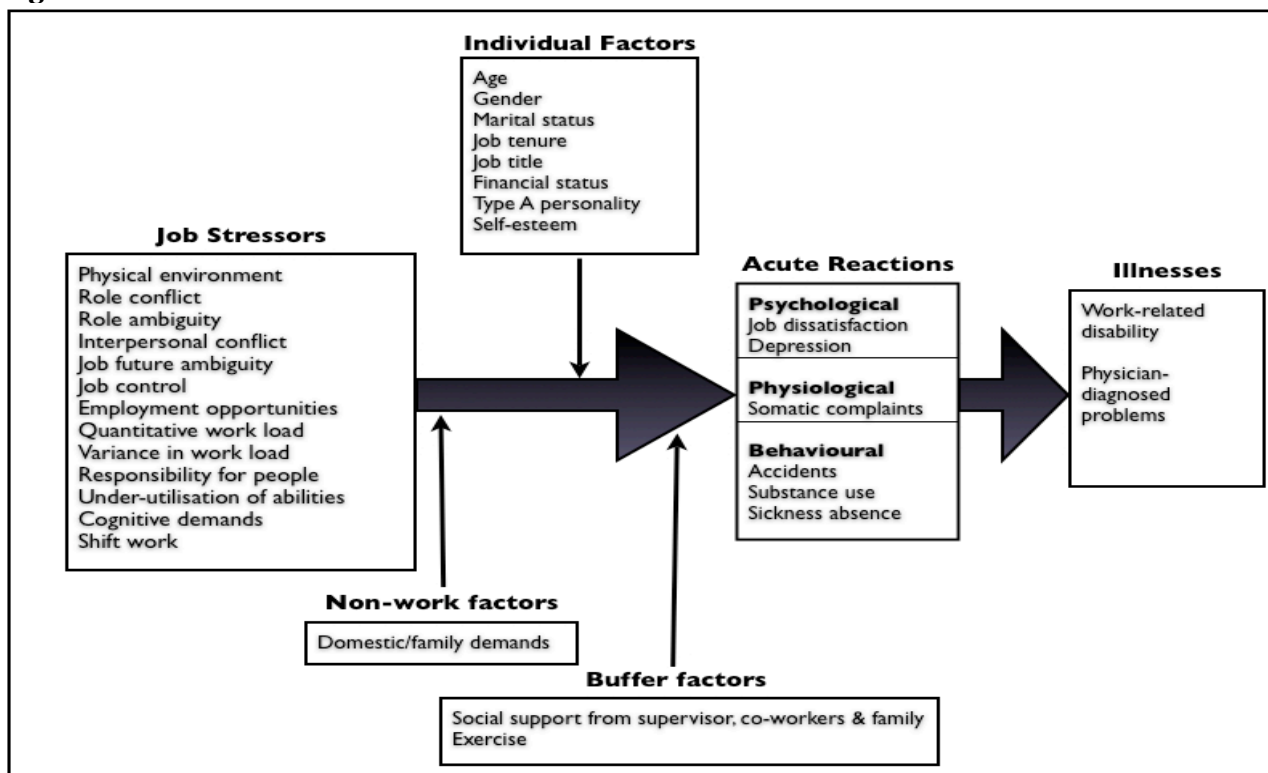 Individual Factors
Age
Gender
Marital status
Job tenure
Job title
Financial status
Type A personality
Self-esteem
Job Stressors
Physical environment
Role conflict
Role ambiguity
Interpersonal conflict
Job future ambiguity
Job control
Employment opportunities
Quantitative work load
Variance in work load
Responsibility for people
Under-utilisation of abilities
Cognitive demands
Shift work
Acute Reactions
Psychological
Job dissatisfaction
Depression
Physiological
Somatic complaints
Behavioural
Accidents
Substance use
Sickness absence
Illnesses
Work-related
disability
Physician-
diagnosed
problems
Non-work factors
Domestic/family demands
Buffer factors
Social support from supervisor, co-workers & family
Exercise